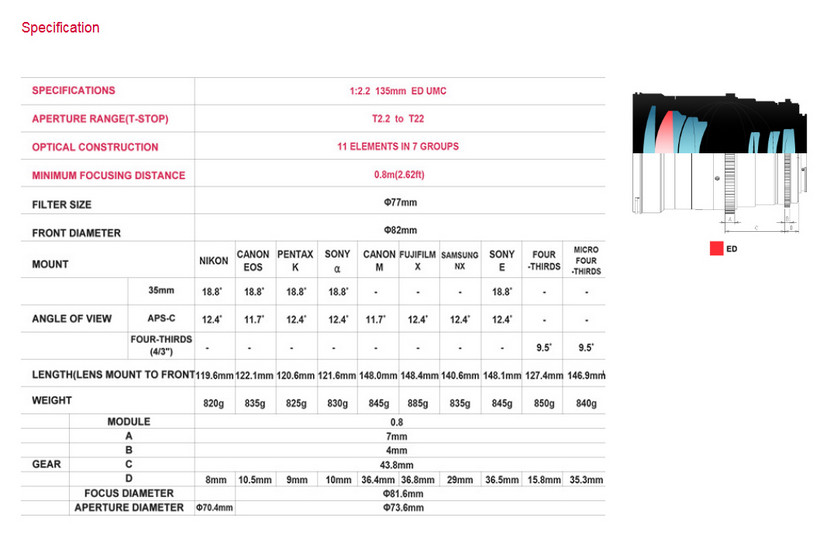 Specification
SPECIFICATIONS 1:2.2 135mm ED UMC
APERTURE RANGE(T-STOP) T2.2 to T22
OPTICAL CONSTRUCTION 11 ELEMENTS IN 7 GROUPS
MINIMUM FOCUSING DISTANCE 0.8m(2.62ft)
FILTER SIZE Φ77mm
FRONT DIAMETER Φ82mm
MOUNT NIKON CANON EOS PENTAX K SONY α CANON M FUJIFILM X SAMSUNG NX SONY E FOUR -THIRDS MICRO FOUR -THIRDS
ANGLE OF VIEW
35mm 18.8° 18.8° 18.8° 18.8° - - - 18.8° - -
APS-C 12.4° 11.7° 12.4° 12.4° 11.7° 12.4° 12.4° 12.4° - -
FOUR-THIRDS (4/3") - - - - - - - - 9.5° 9.5°
LENGTH(LENS MOUNT TO FRONT 119.6mm 122.1mm 120.6mm 121.6mm 148.0mm 148.4mm 140.6mm 148.1mm 127.4mm 146.9mm
WEIGHT 820g 835g 825g 830g 845g 885g 835g 845g 850g 840g
GEAR
MODULE 0.8
A 7mm
B 4mm
C 43.8mm
D 8mm 10.5mm 9mm 10mm 36.4mm 36.8mm 29mm 36.5mm 15.8mm 35.3mm
FOCUS DIAMETER Φ81.6mm
APERTURE DIAMETER Φ70.4mm Φ73.6mm
A B
C D
ED